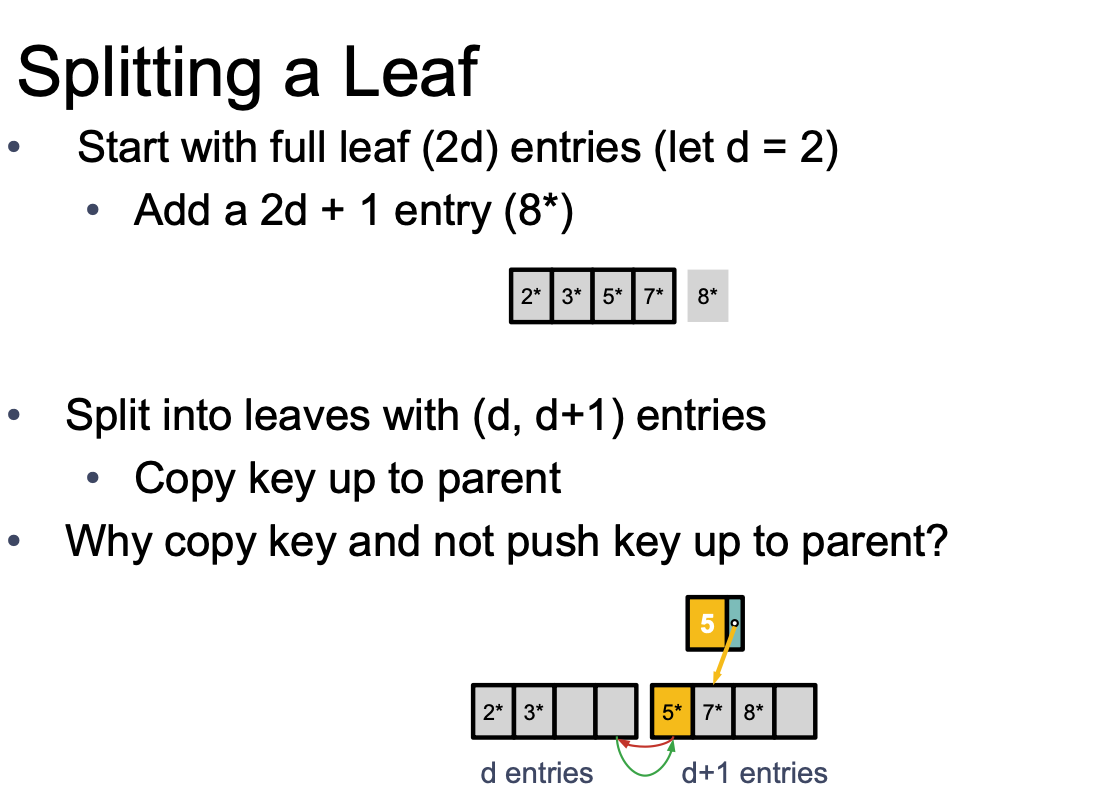 Splitting a Leaf
• Start with full leaf (2d) entries (let d = 2)
• Add a 2d + 1 entry (8*)
2* 3* 5* 7* 8*
• Split into leaves with (d, d+1) entries
• Copy key up to parent
• Why copy key and not push key up to parent?
5
2* 3* 5* 7* 8*
d entries d+1 entries